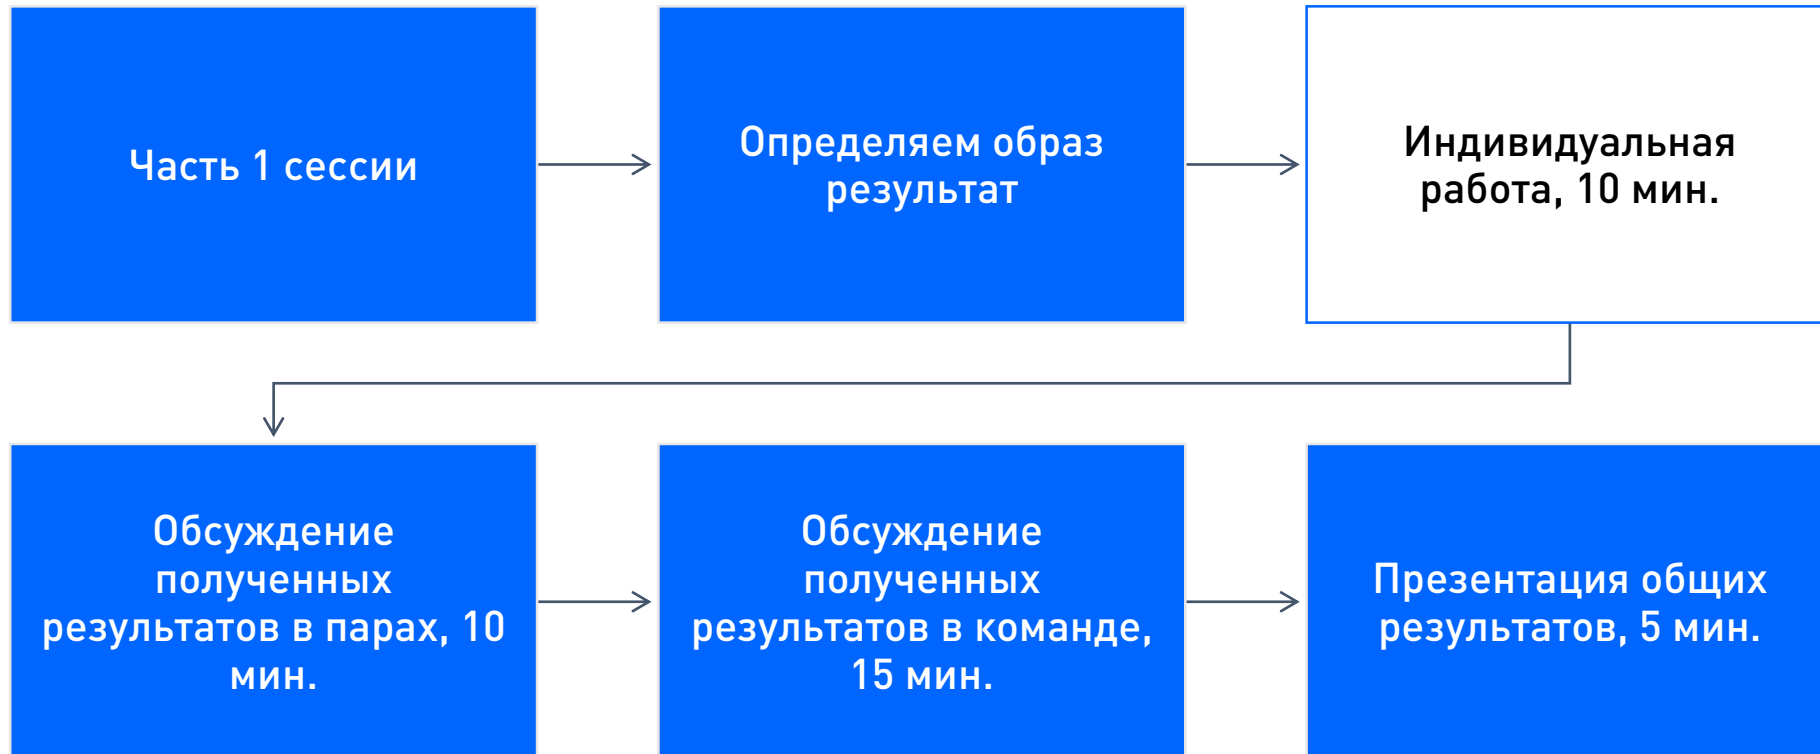 Часть 1 сессии
Определяем образ
результат
Индивидуальная
работа, 10 мин.
Обсуждение
полученных
результатов в парах, 10
мин.
Обсуждение
полученных
результатов в команде,
15 мин.
Презентация общих
результатов, 5 мин.